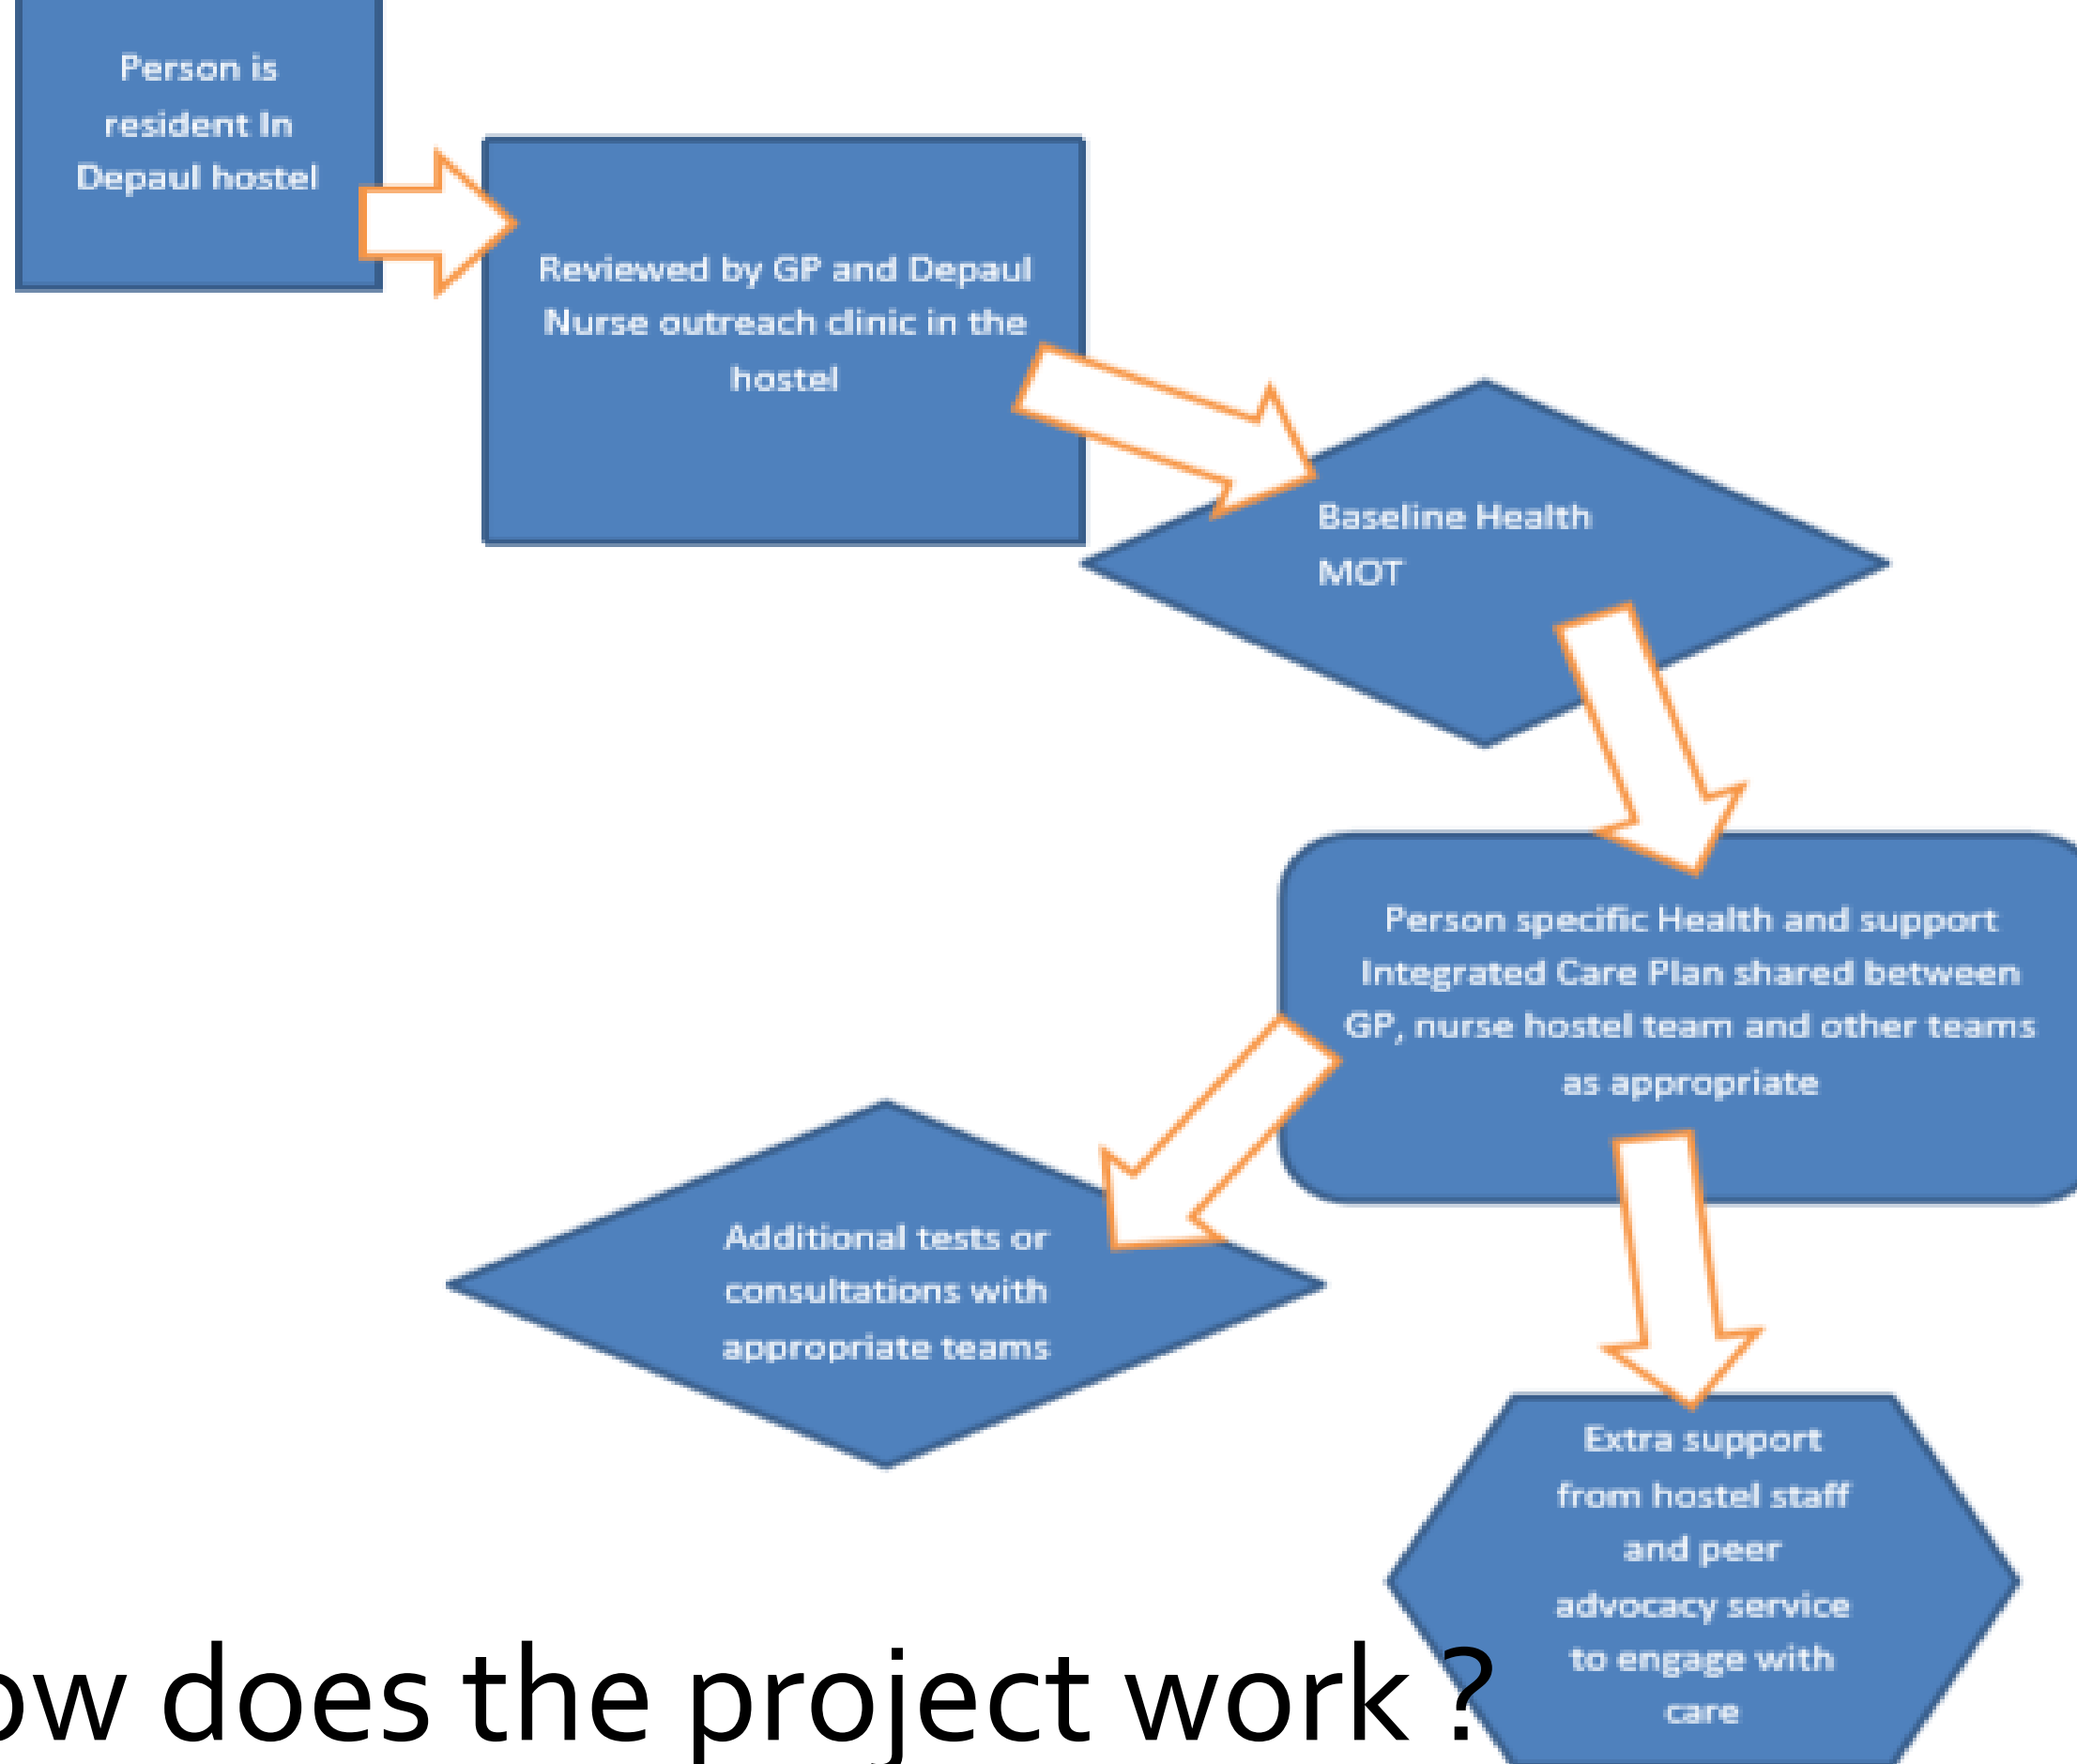 Person is
resident In
Depaul hostel
Reviewed by GP and Depaul
Nurse outreach clinic in the
hostel
Baseline Health
MOT
Person specific Health and support
Integrated Care Plan shared between
GP, nurse hostel team and other teams
as appropriate
Additional tests or
consultations with
appropriate teams
Extra support
from hostel staff
and peer
advocacy service
to engage with
care
ow does the project work ?